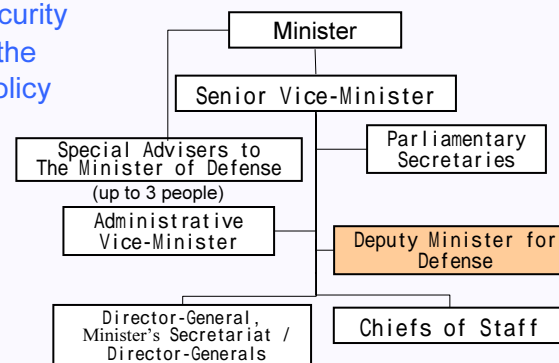 curity
the
olicy
Minister
Senior Vice-Minister
Special Advisers to
The Minister of Defense
(up to 3 people)
Parliamentary
Secretaries
Administrative
Vice-Minister
Deputy Minister for
Defense
Director-General,
Minister's Secretariat /
Director-Generals
Chiefs of Staff